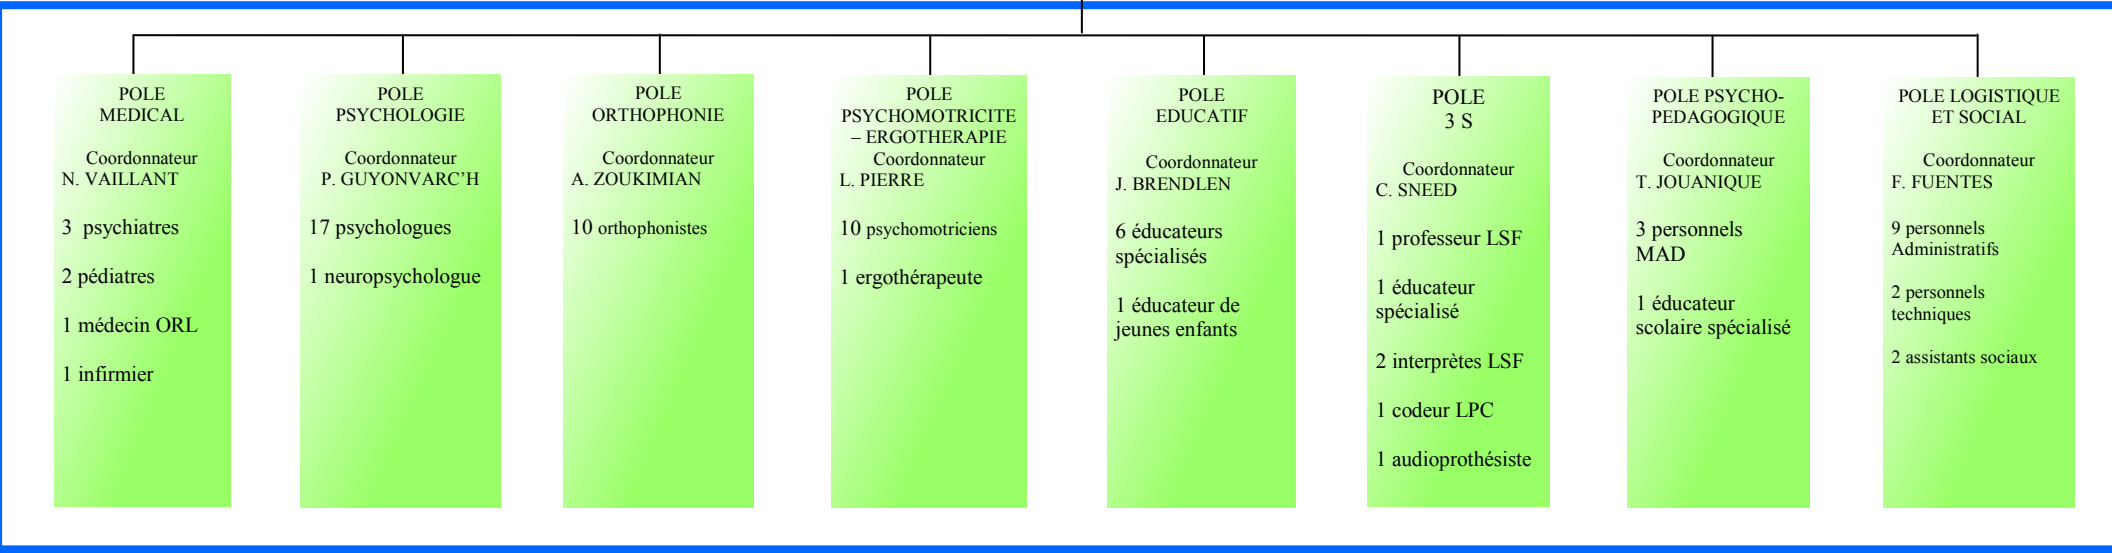 POLE
MEDICAL
Coordonnateur
N. VAILLANT
3 psychiatres
2 pédiatres
1 médecin ORL
1 infirmier
POLE
PSYCHOLOGIE
Coordonnateur
P. GUYONVARC’H
17 psychologues
1 neuropsychologue
POLE
ORTHOPHONIE
Coordonnateur
A. ZOUKIMIAN
10 orthophonistes
POLE
PSYCHOMOTRICITE
– ERGOTHERAPIE
Coordonnateur
L. PIERRE
10 psychomotriciens
1 ergothérapeute
POLE
EDUCATIF
Coordonnateur
J. BRENDLEN
6 éducateurs
spécialisés
1 éducateur de
jeunes enfants
POLE
3 S
Coordonnateur
C. SNEED
1 professeur LSF
1 éducateur
spécialisé
2 interprètes LSF
1 codeur LPC
1 audioprothésiste
POLE PSYCHO-
PEDAGOGIQUE
Coordonnateur
T. JOUANIQUE
3 personnels
MAD
1 éducateur
scolaire spécialisé
POLE LOGISTIQUE
ET SOCIAL
Coordonnateur
F. FUENTES
9 personnels
Administratifs
2 personnels
techniques
2 assistants sociaux